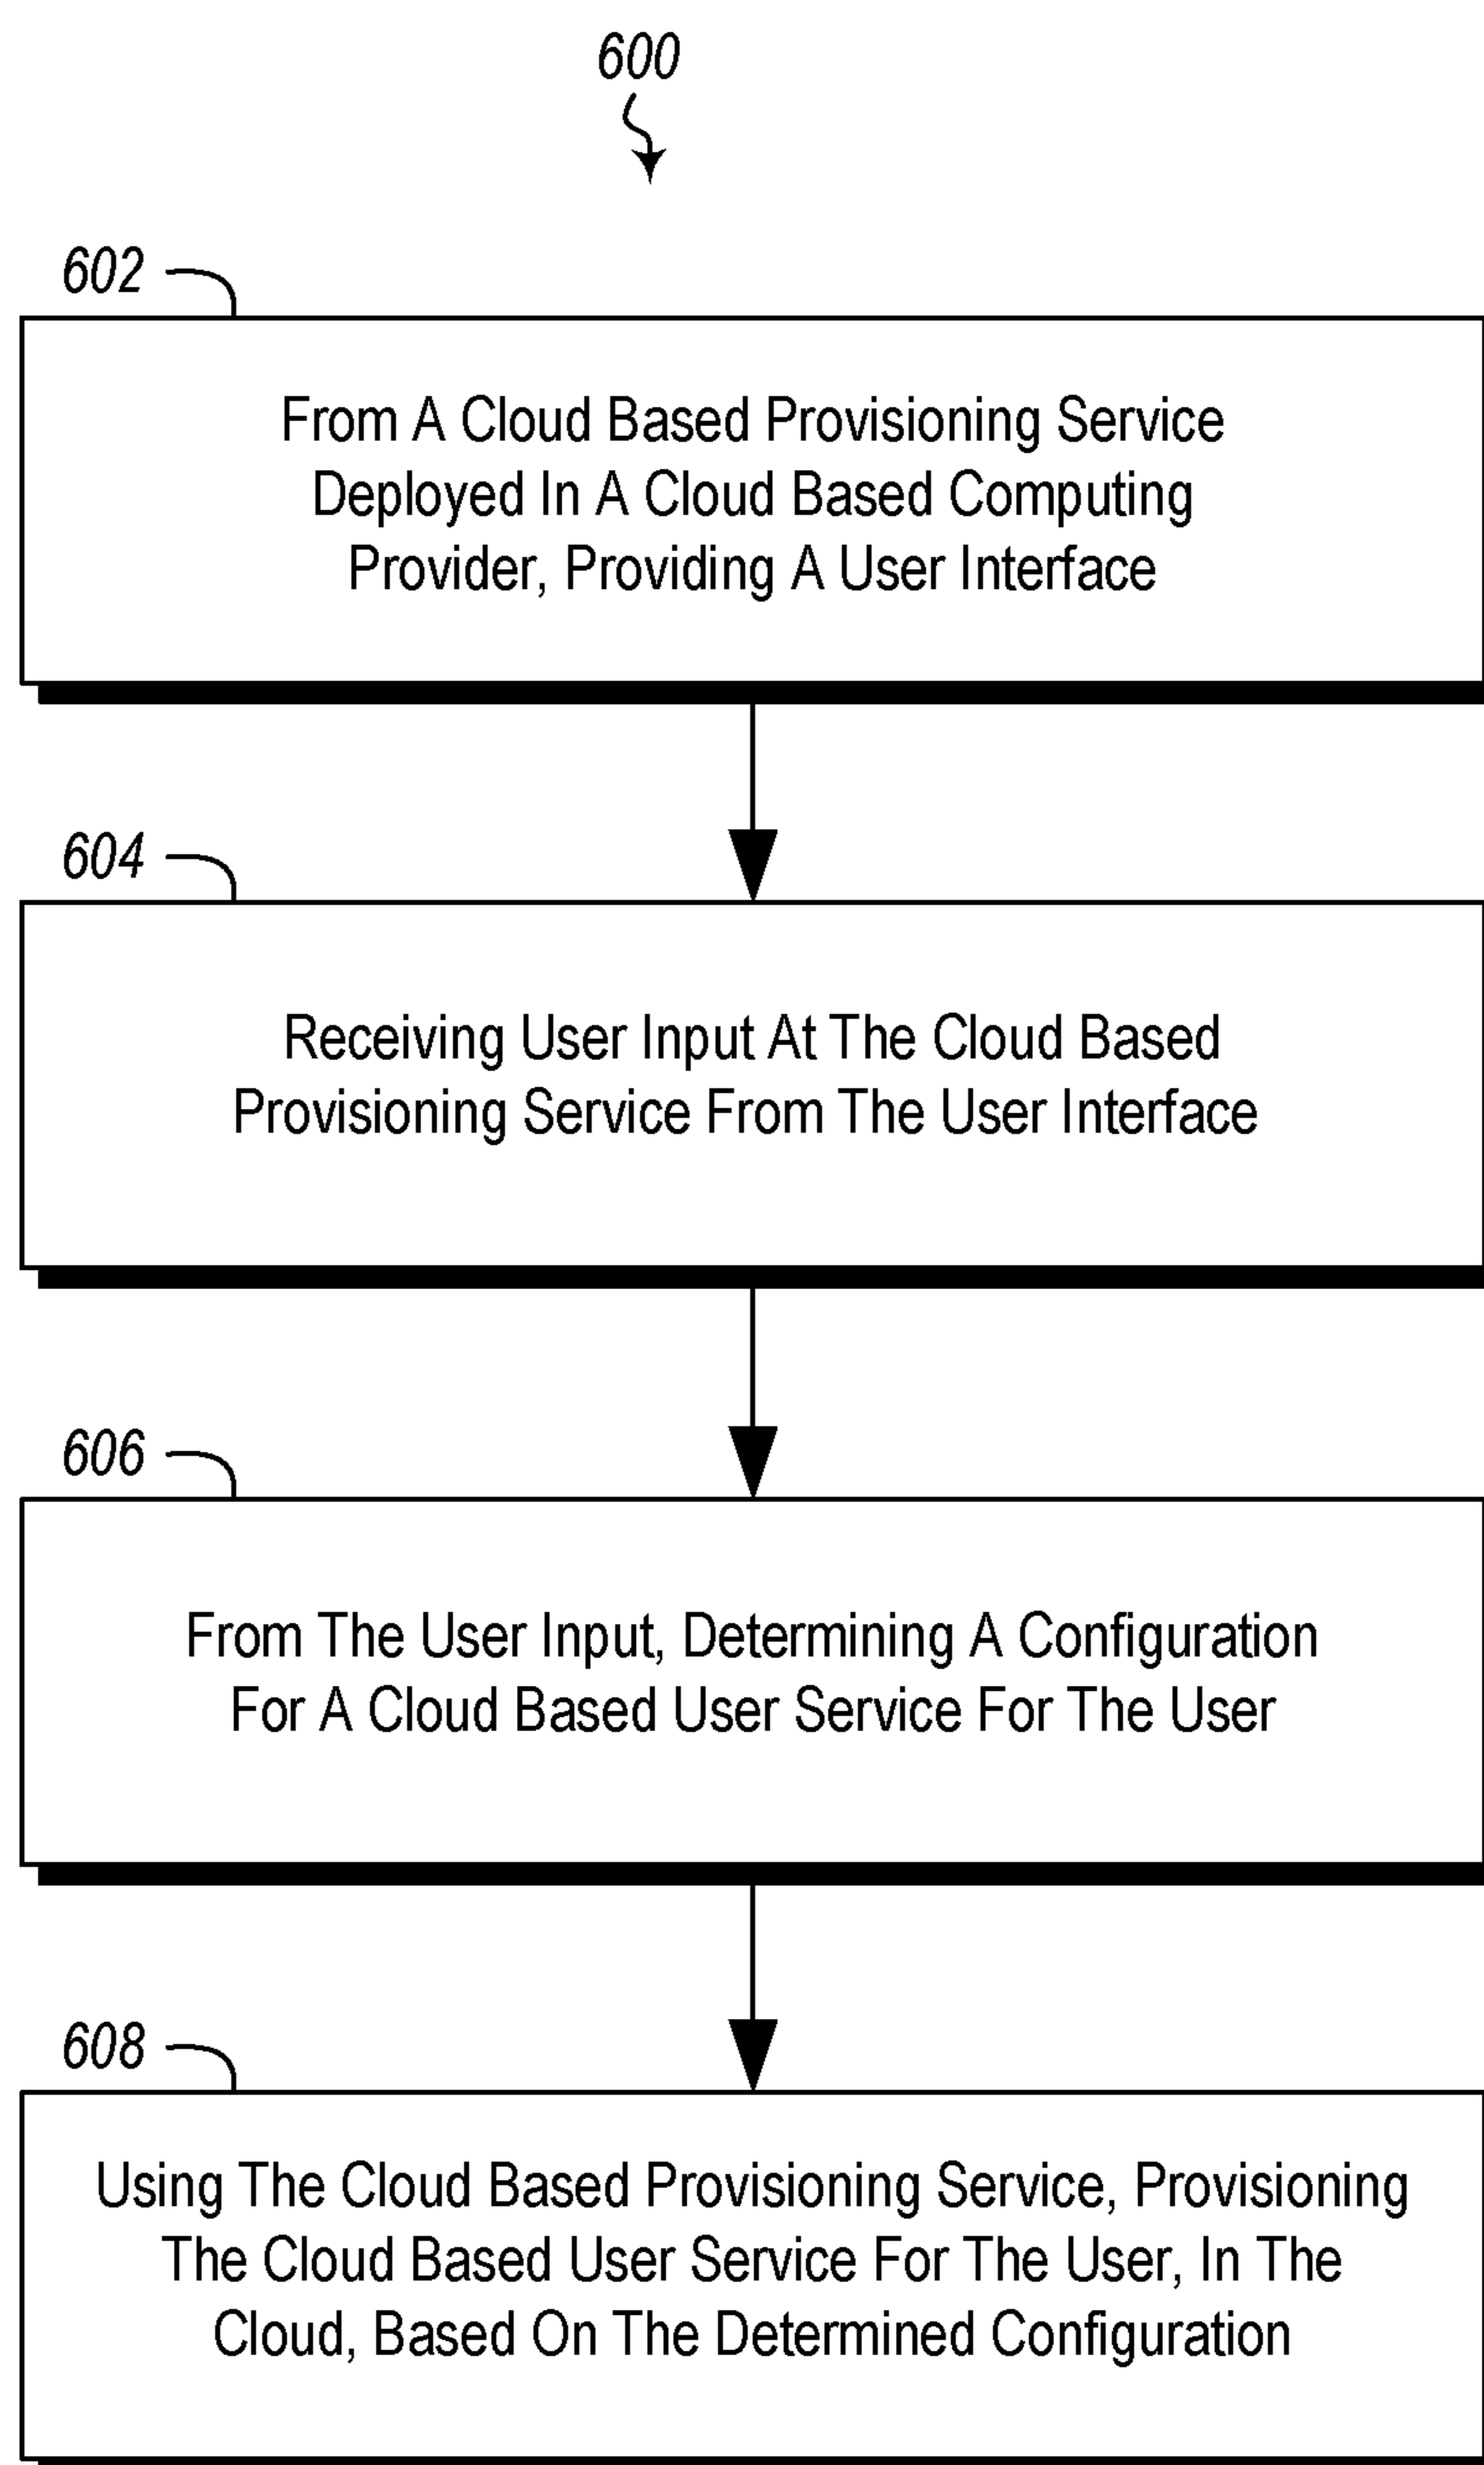 600
602
From A Cloud Based Provisioning Service
Deployed In A Cloud Based Computing
Provider, Providing A User Interface
604
Receiving User Input At The Cloud Based
Provisioning Service From The User Interface
606
From The User Input, Determining A Configuration
For A Cloud Based User Service For The User
608
Using The Cloud Based Provisioning Service, Provisioning
The Cloud Based User Service For The User, In The
Cloud, Based On The Determined Configuration